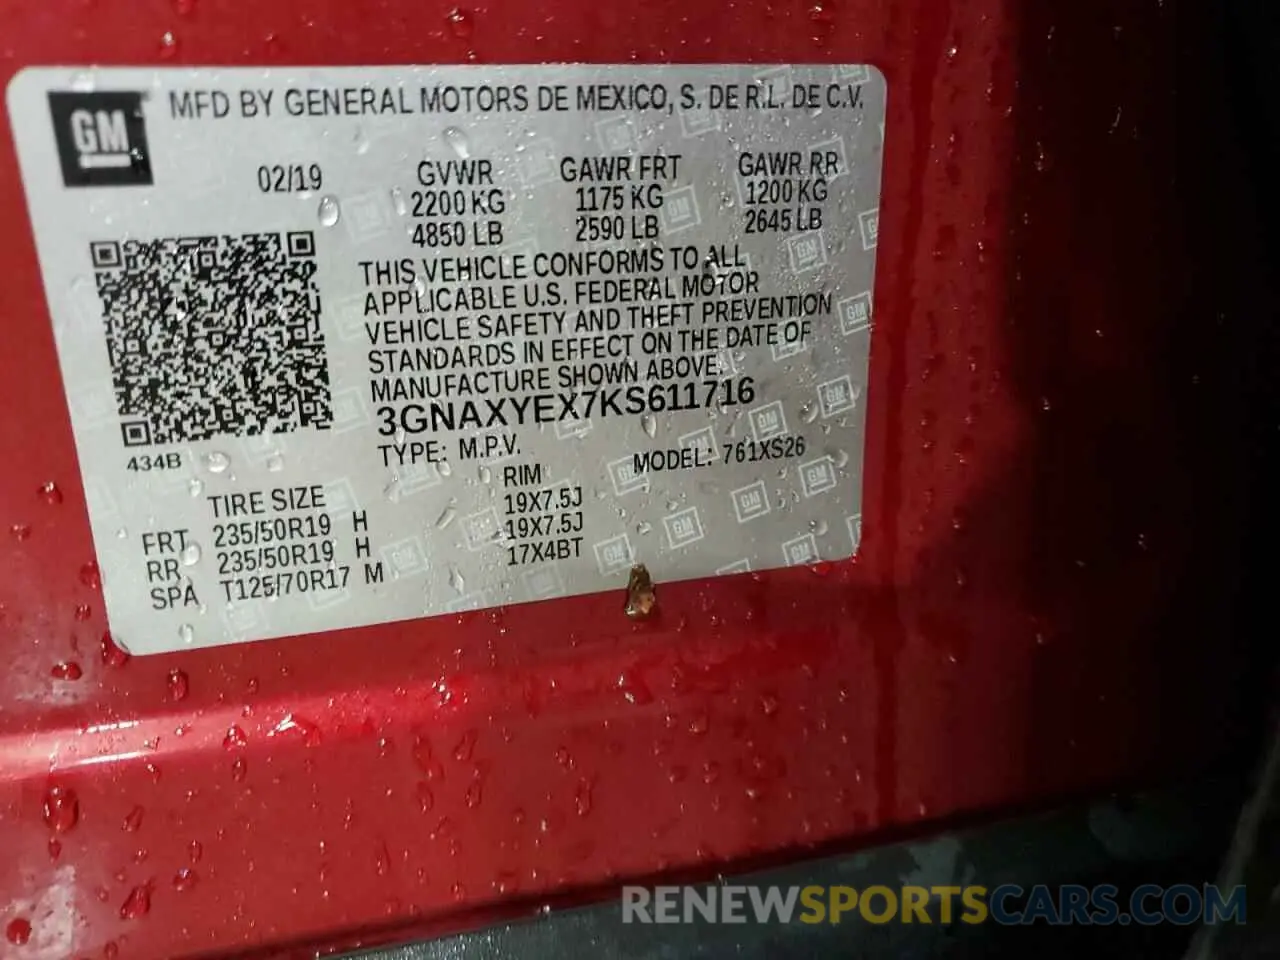 GM
MFD BY GENERAL MOTORS DE MEXICO, S. DE R.L. DE C.V.
02/19
GVWR GAWR FRT GAWR RR
2200 KG 1175 KG 1200 KG
4850 LB 2590 LB 2645 LB
THIS VEHICLE CONFORMS TO ALL
APPLICABLE U.S. FEDERAL MOTOR
VEHICLE SAFETY AND THEFT PREVENTION
STANDARDS IN EFFECT ON THE DATE OF
MANUFACTURE SHOWN ABOVE.
3GNAXYEX7KS611716
434B
TYPE: M.P.V. MODEL: 761XS26
TIRE SIZE RIM
FRT 235/50R19 H 19X7.5J
RR 235/50R19 H 19X7.5J
SPA T125/70R17 M 17X4BT
RENEWSPORTSCARS.COM